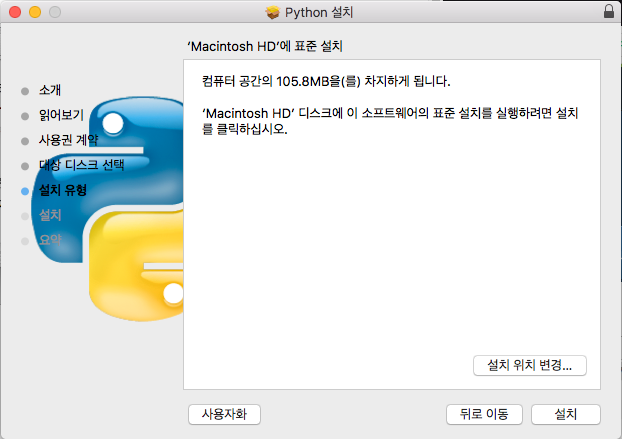 Python 설치
‘Macintosh HD’에 표준 설치
소개
읽어보기
사용권 계약
대상 디스크 선택
설치 유형
설치
요약
컴퓨터 공간의 105.8MB을(를) 차지하게 됩니다.
‘Macintosh HD’ 디스크에 이 소프트웨어의 표준 설치를 실행하려면 설치
를 클릭하십시오.
설치 위치 변경...
사용자화
뒤로 이동
설치